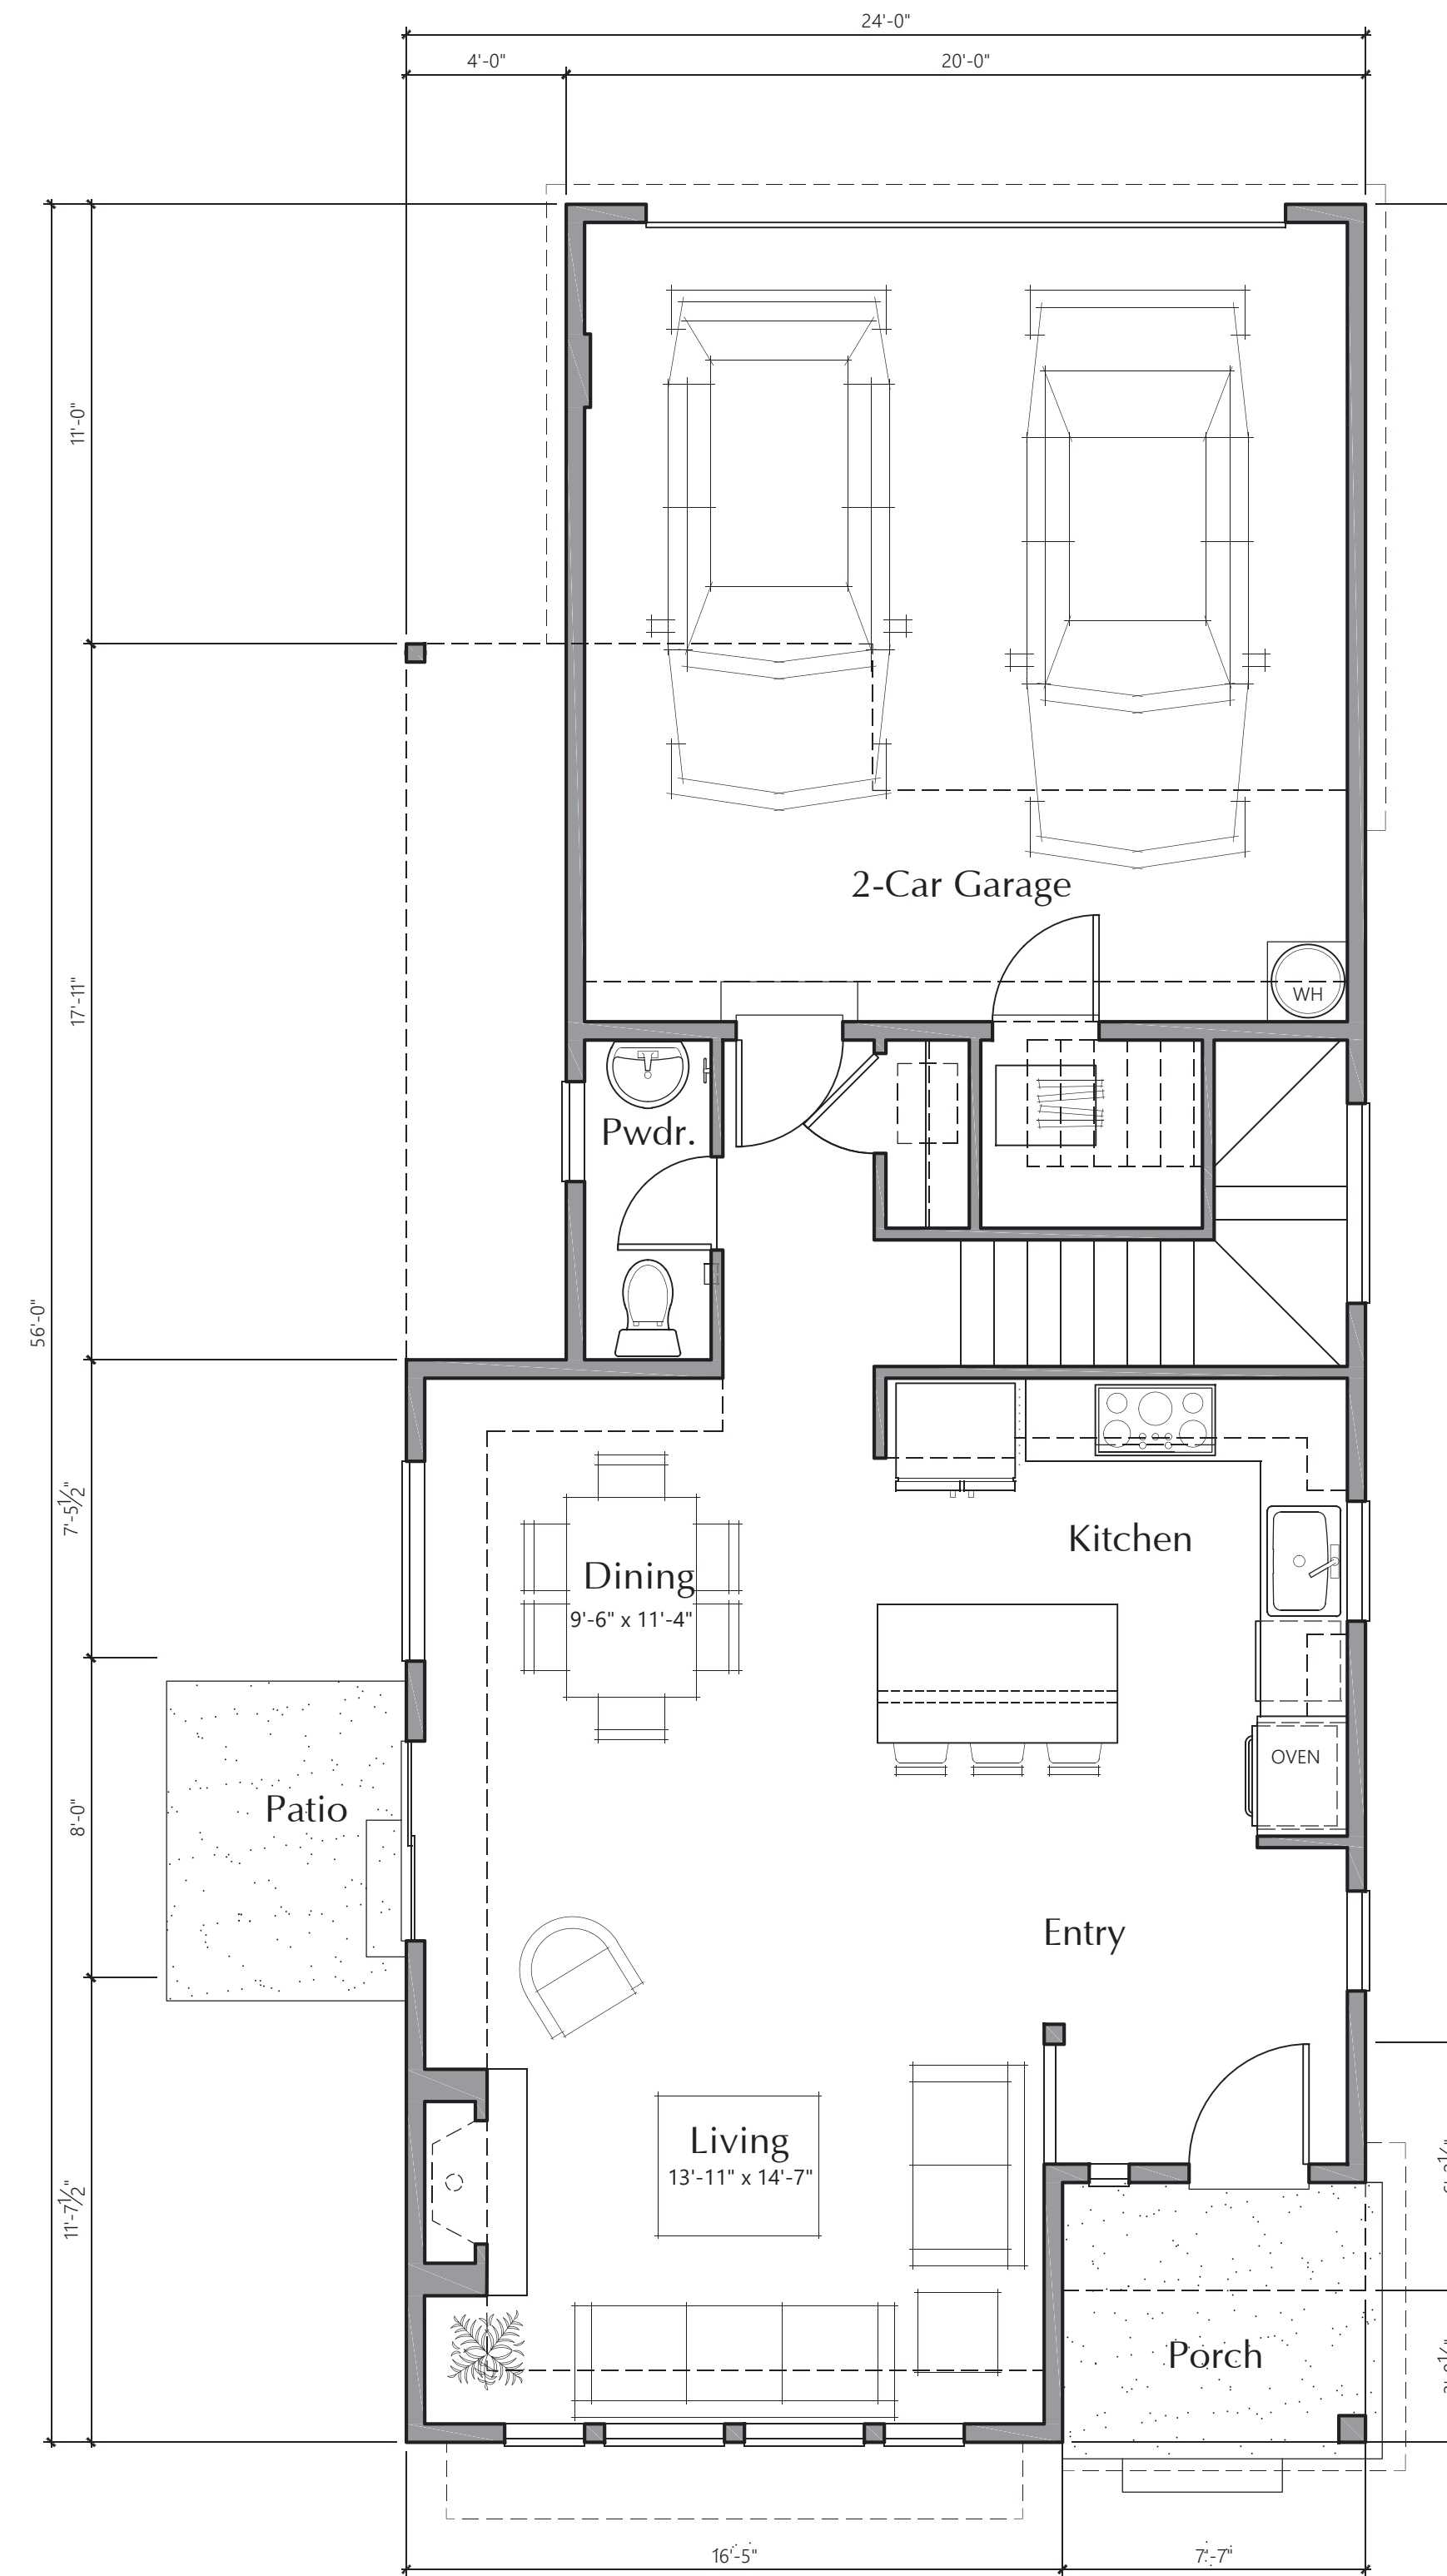 24'-0"
4'-0"
20'-0"
11'-0"
2-Car Garage
WH
17'-11"
Pwdr.
56'-0"
7'-5½"
Kitchen
Dining
9'-6" x 11'-4"
OVEN
Patio
8'-0"
Entry
Living
13'-11" x 14'-7"
11'-7½"
Porch
16'-5"
7'-7"